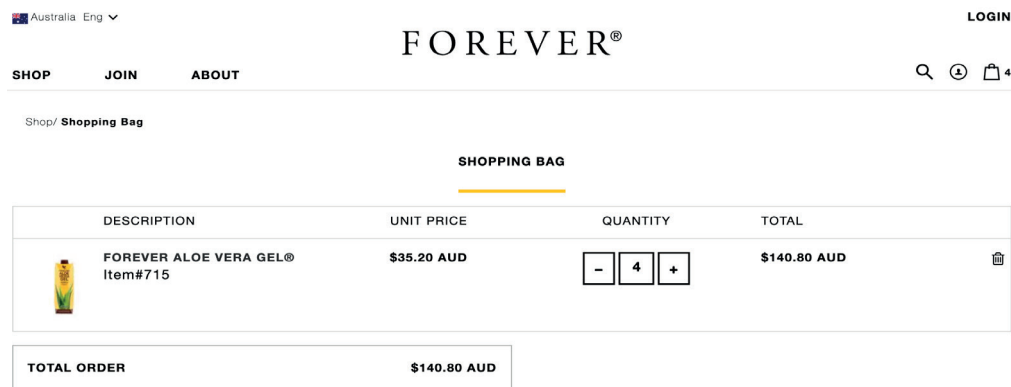 Australia Eng
LOGIN
FOREVER®
SHOP JOIN ABOUT
4
Shop/ Shopping Bag
SHOPPING BAG
DESCRIPTION UNIT PRICE QUANTITY TOTAL
FOREVER ALOE VERA GEL® $35.20 AUD - 4 + $140.80 AUD
Item#715
TOTAL ORDER $140.80 AUD